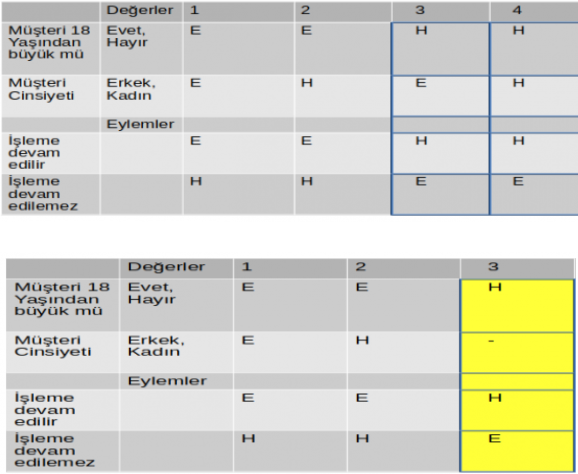 Değerler 1 2 3 4
Müşteri 18 Evet, E E H H
Yaşından Hayır
büyük mü
Müşteri Erkek, E H E H
Cinsiyeti Kadın
Eylemler
İşleme E E H H
devam
edilir
İşleme H H E E
devam
edilemez
Değerler 1 2 3
Müşteri 18 Evet, E E H
Yaşından Hayır
büyük mü
Müşteri Erkek, E H -
Cinsiyeti Kadın
Eylemler
İşleme E E H
devam
edilir
İşleme H H E
devam
edilemez